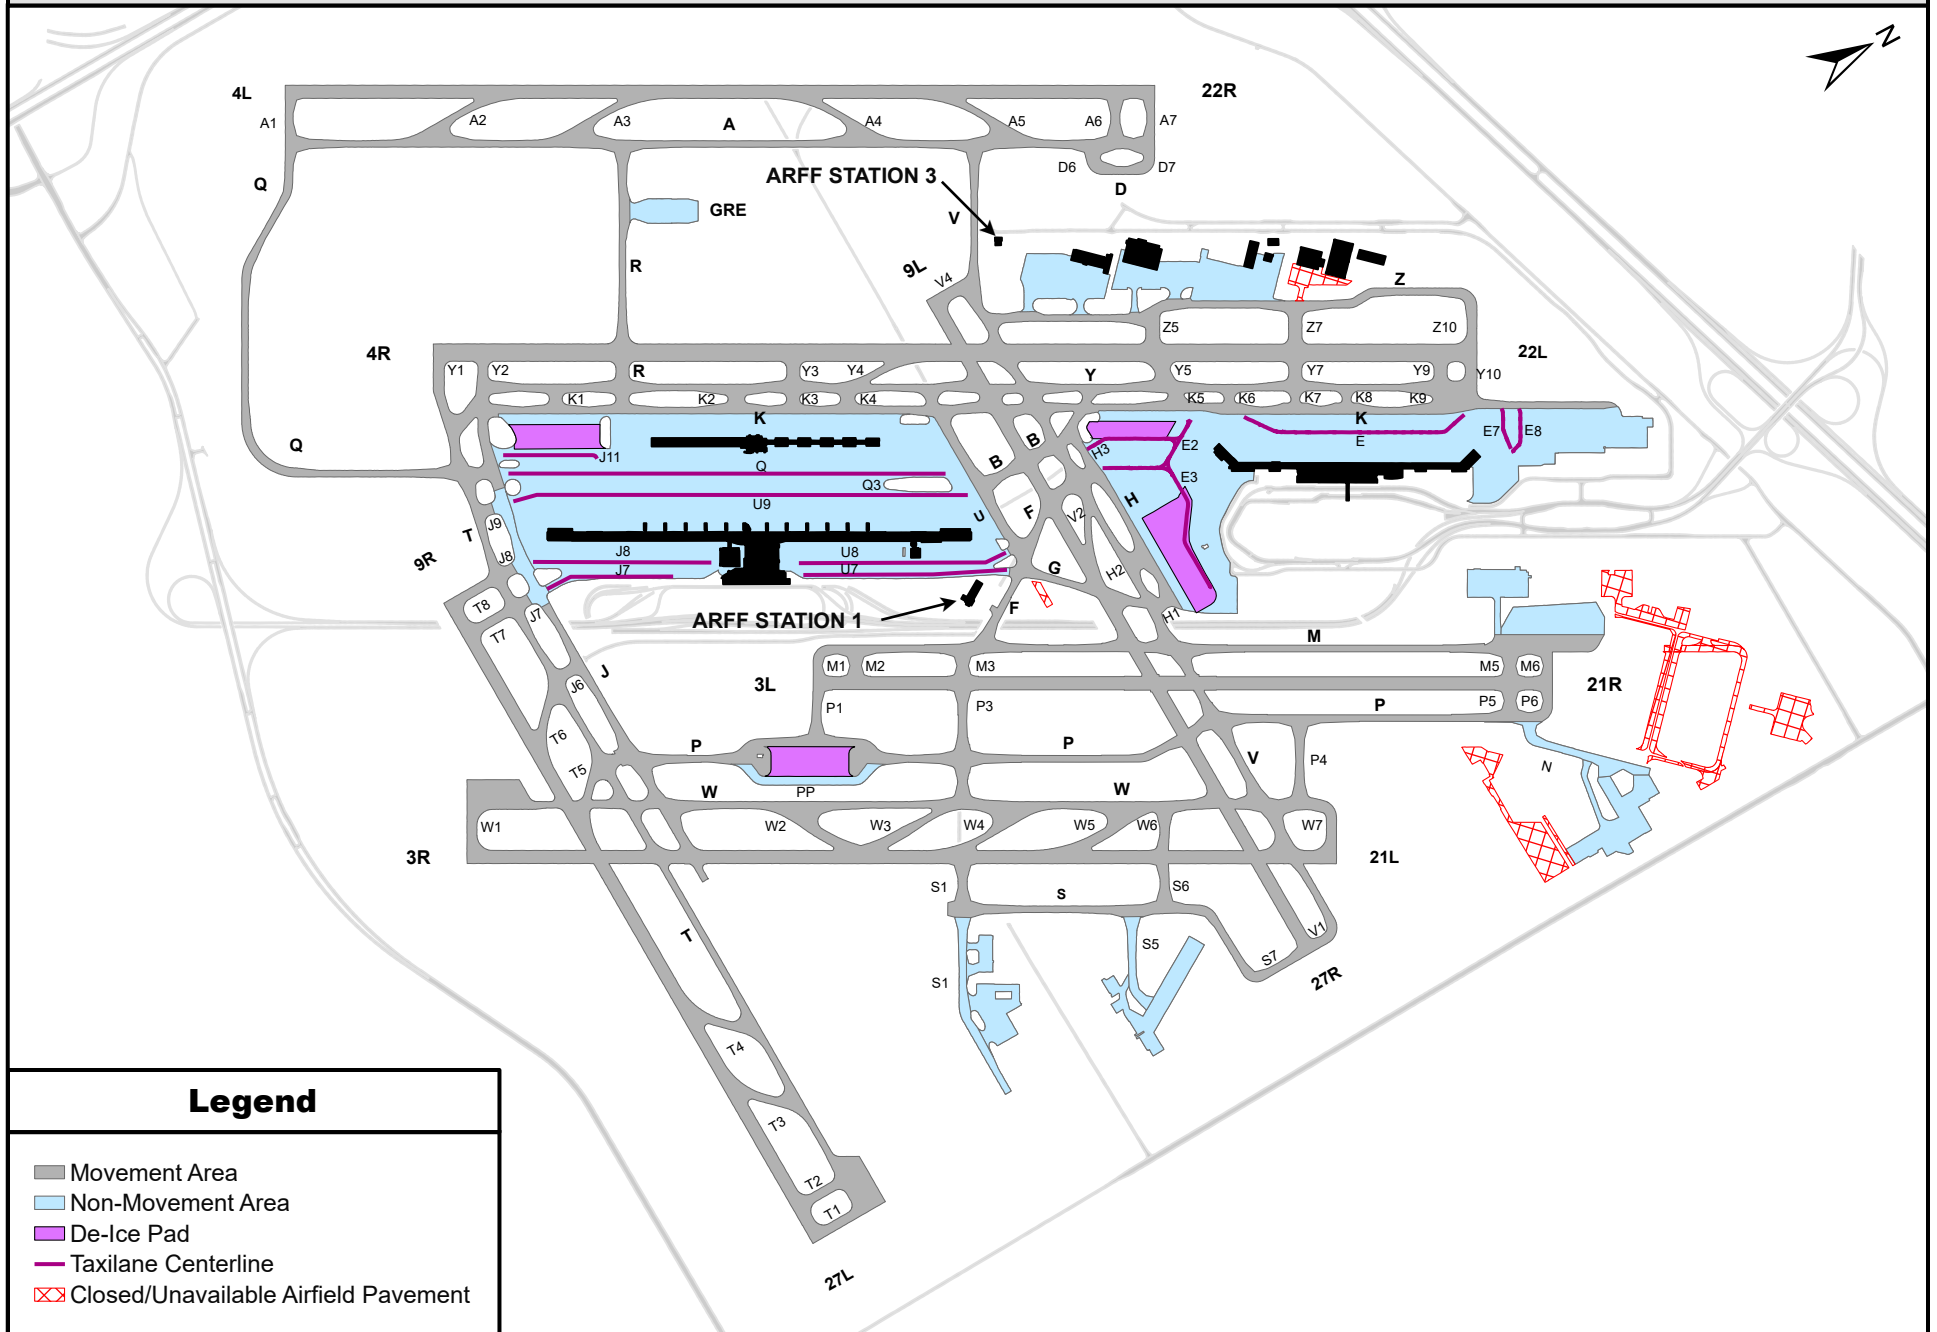 N
4L
22R
A1
A2
A3
A
A4
A5
A6
A7
D6
D7
ARFF STATION 3
Q
D
GRE
V
R
9L
V4
Z
Z5
Z7
Z10
4R
22L
Y1
Y2
R
Y3
Y4
Y
Y5
Y7
Y9
Y10
K1
K2
K3
K4
K5
K6
K7
K8
K9
K
K
E
E7
E8
Q
J11
Q
Q3
B
B
H3
E2
E3
U9
U
F
V2
H
T
J9
J8
J8
U8
J7
U7
G
H2
9R
ARFF STATION 1
F
H1
T8
J7
T7
M
J
M1
M2
M3
M5
M6
3L
21R
J6
P1
P3
P
P5
P6
T6
P
P
V
P4
N
T5
W
PP
W
W1
W2
W3
W4
W5
W6
W7
3R
21L
S1
S
S6
T
V1
S5
S7
27R
S1
T4
T3
T2
T1
27L
Legend
Movement Area
Non-Movement Area
De-Ice Pad
Taxilane Centerline
Closed/Unavailable Airfield Pavement